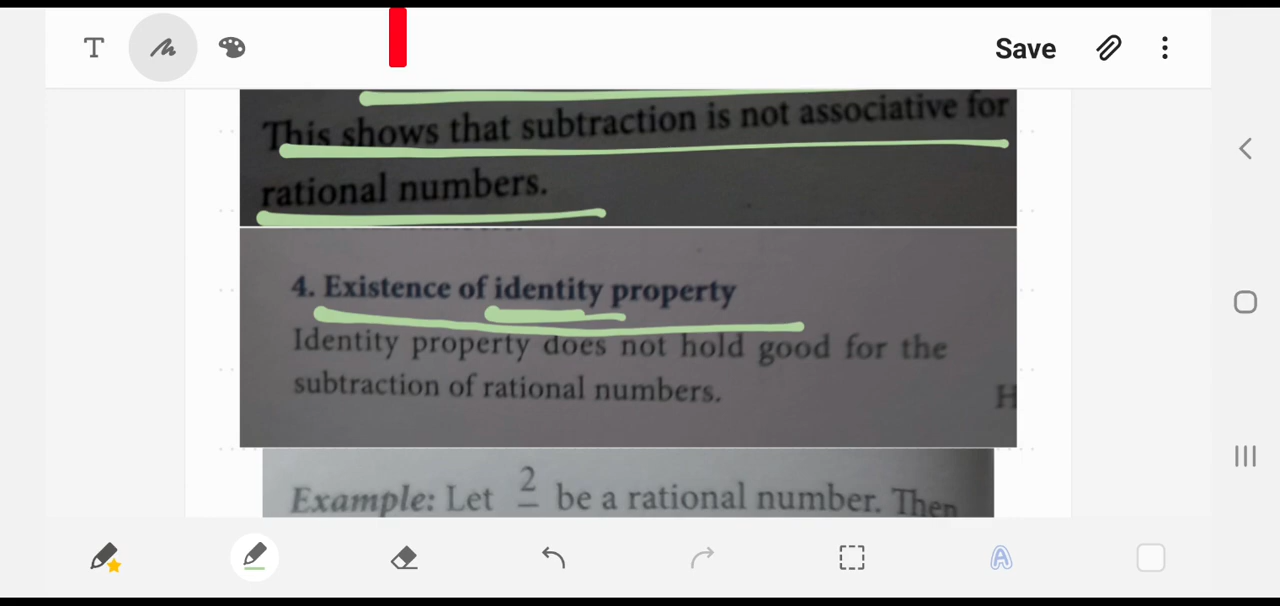 T
Save
This shows that subtraction is not associative for
rational numbers.
4. Existence of identity property
Identity property does not hold good for the
subtraction of rational numbers.
H
Example: Let 2 be a rational number. Then
A